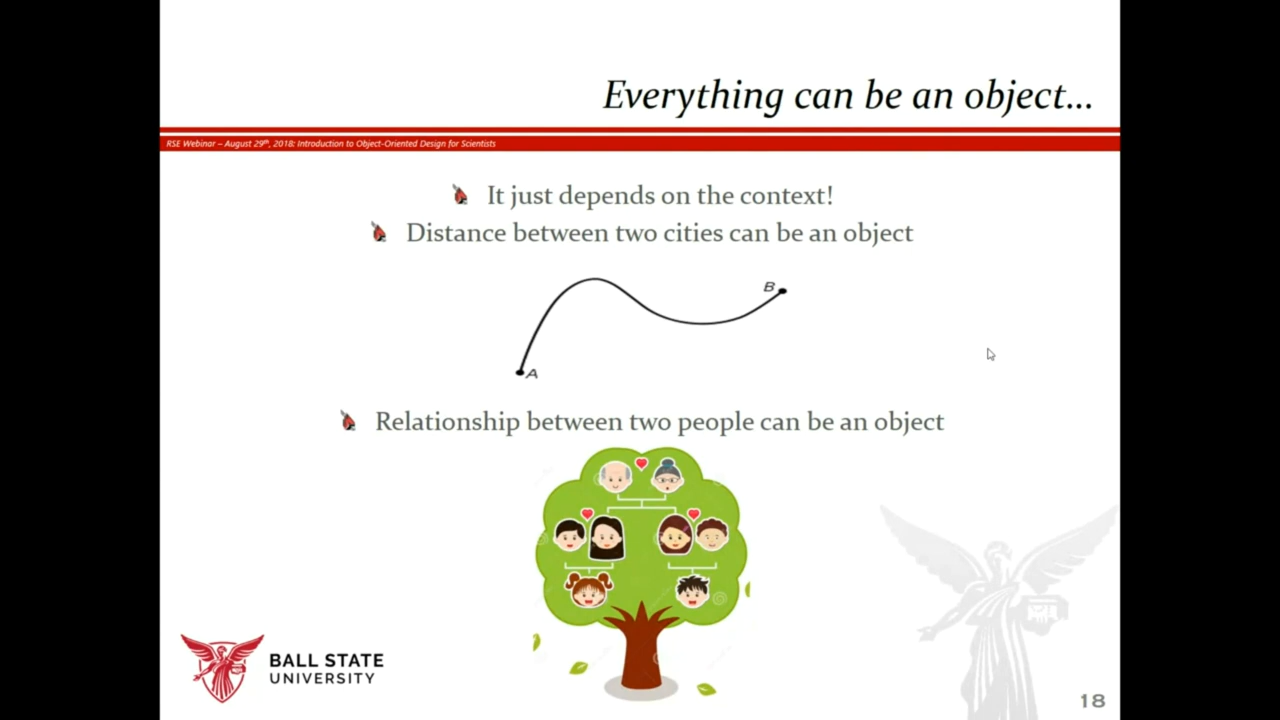 Everything can be an object...
RSE Webinar – August 29th, 2018: Introduction to Object-Oriented Design for Scientists
It just depends on the context!
Distance between two cities can be an object
B
A
Relationship between two people can be an object
BALL STATE
UNIVERSITY
18